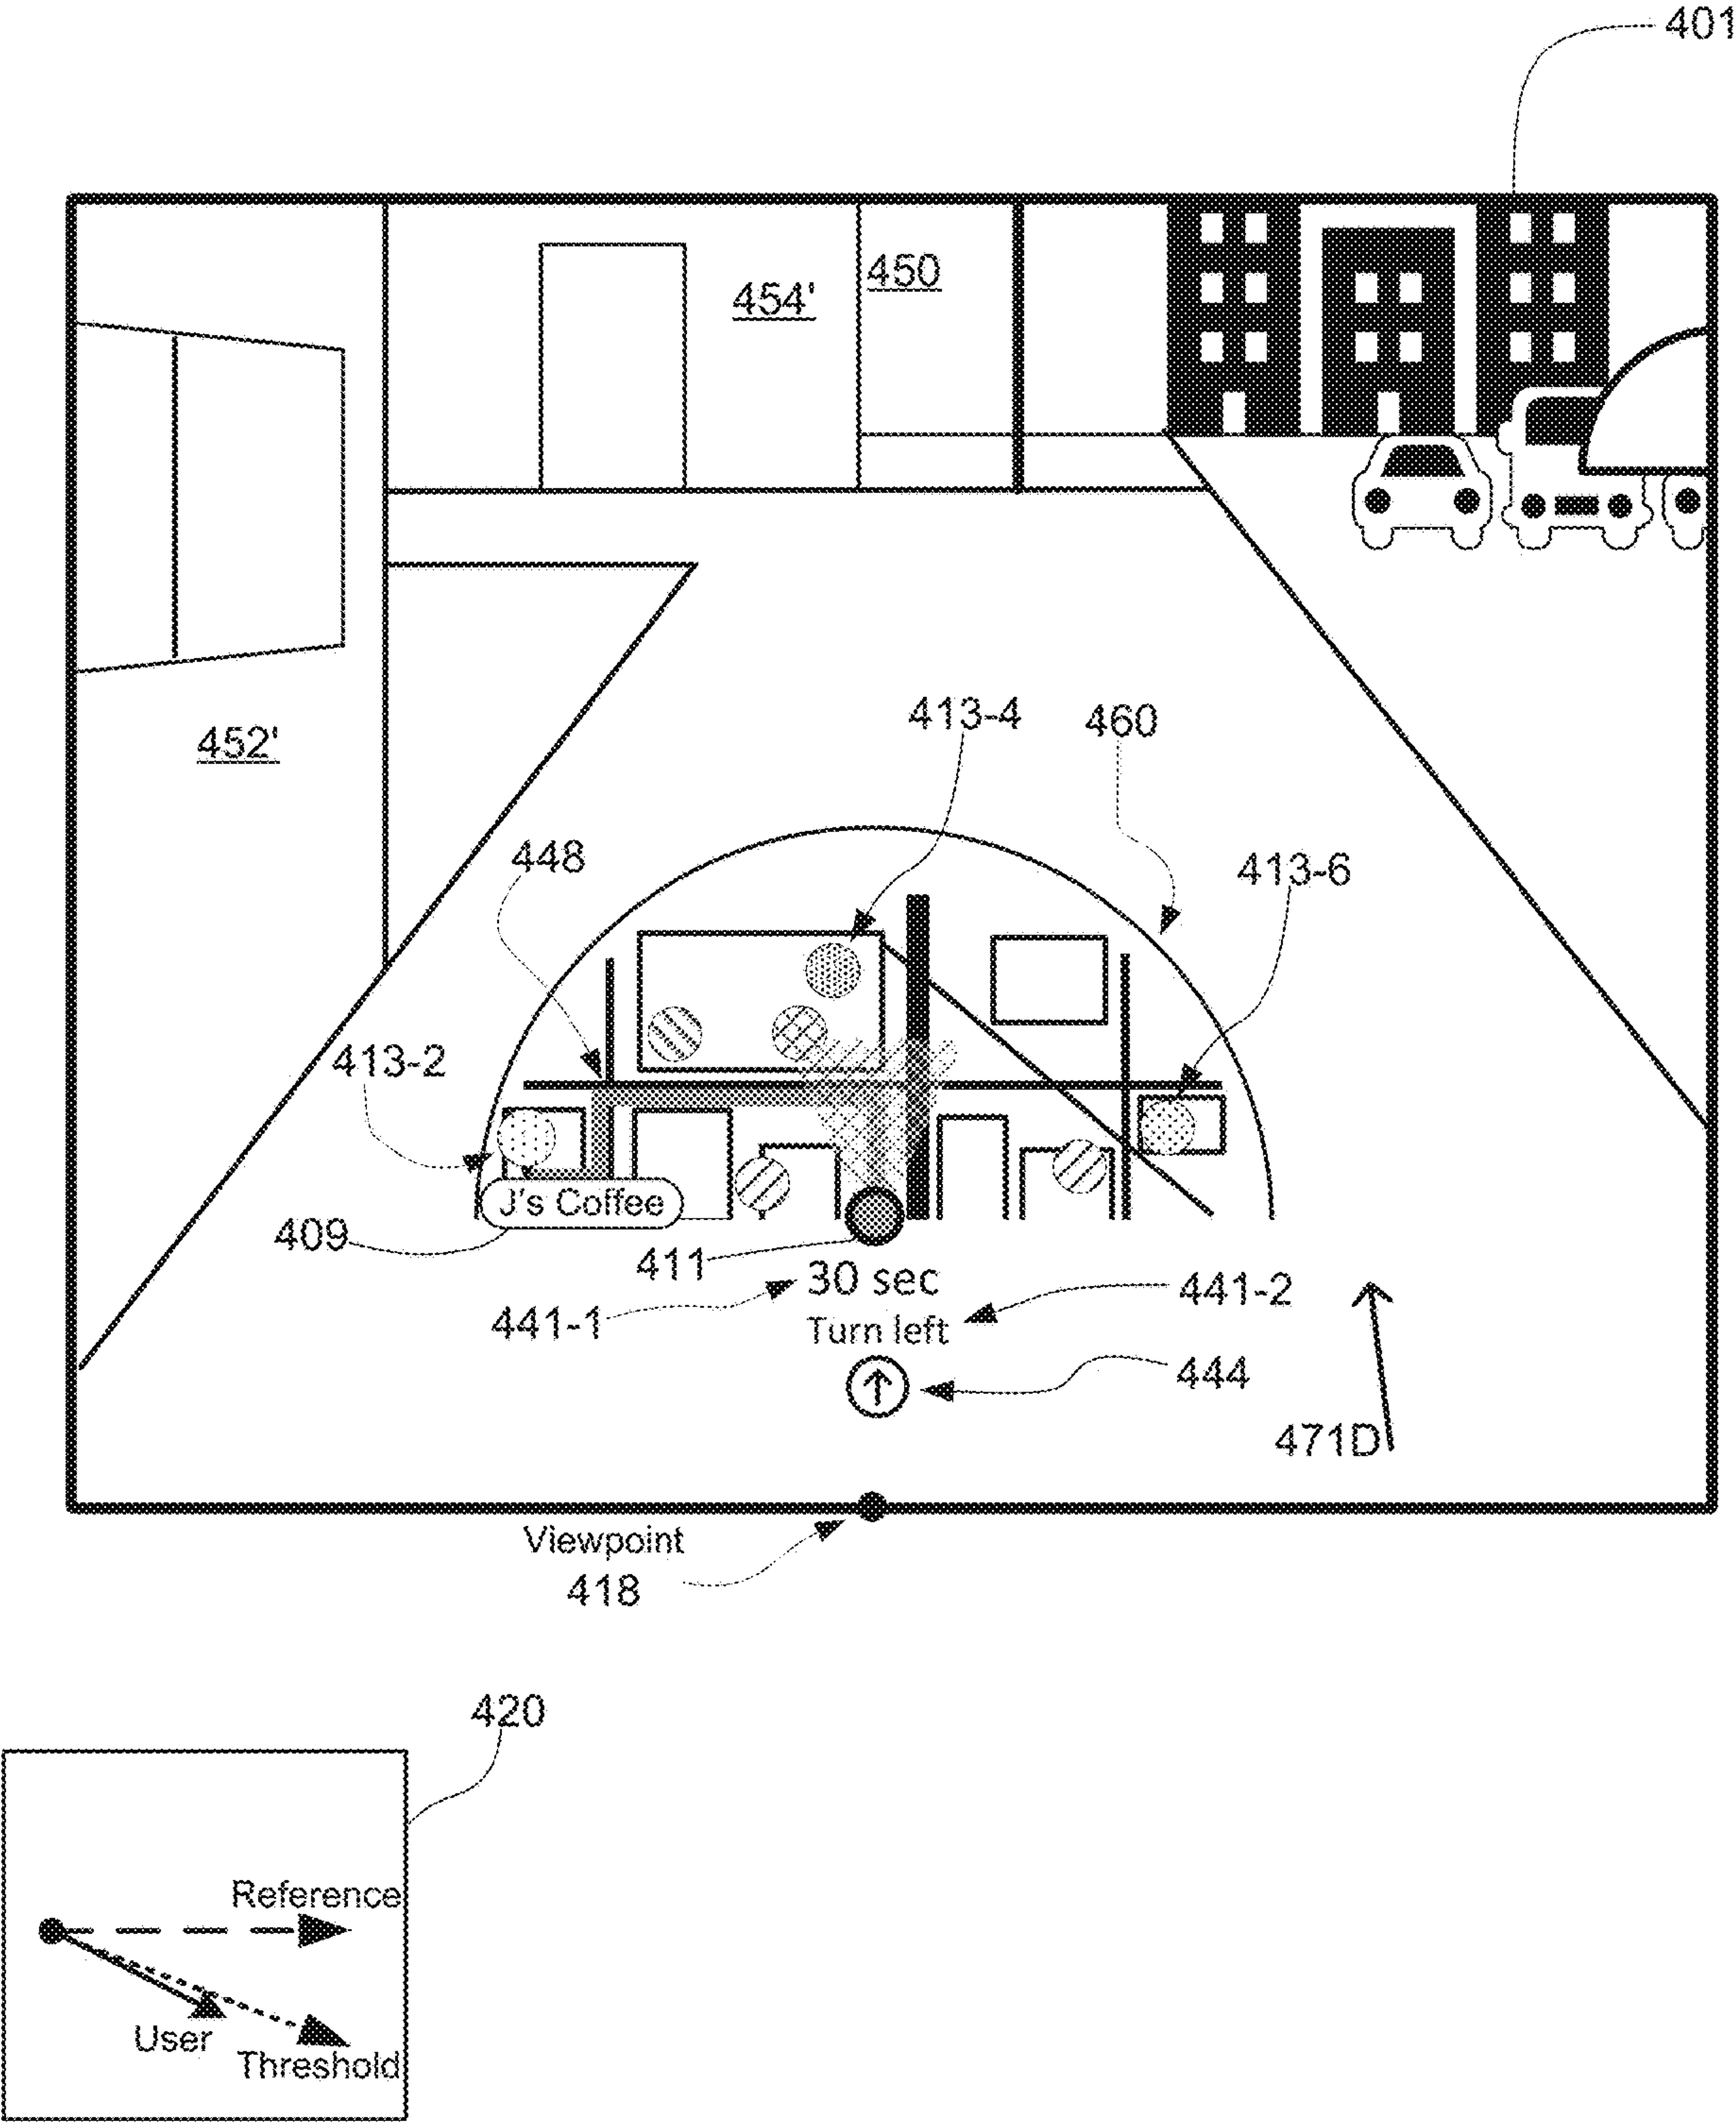 401
450
454'
452'
413-4
460
448
413-6
413-2
J's Coffee
409
411
30 sec
441-1
441-2
Turn left
444
471D
Viewpoint
418
420
Reference
User
Threshold